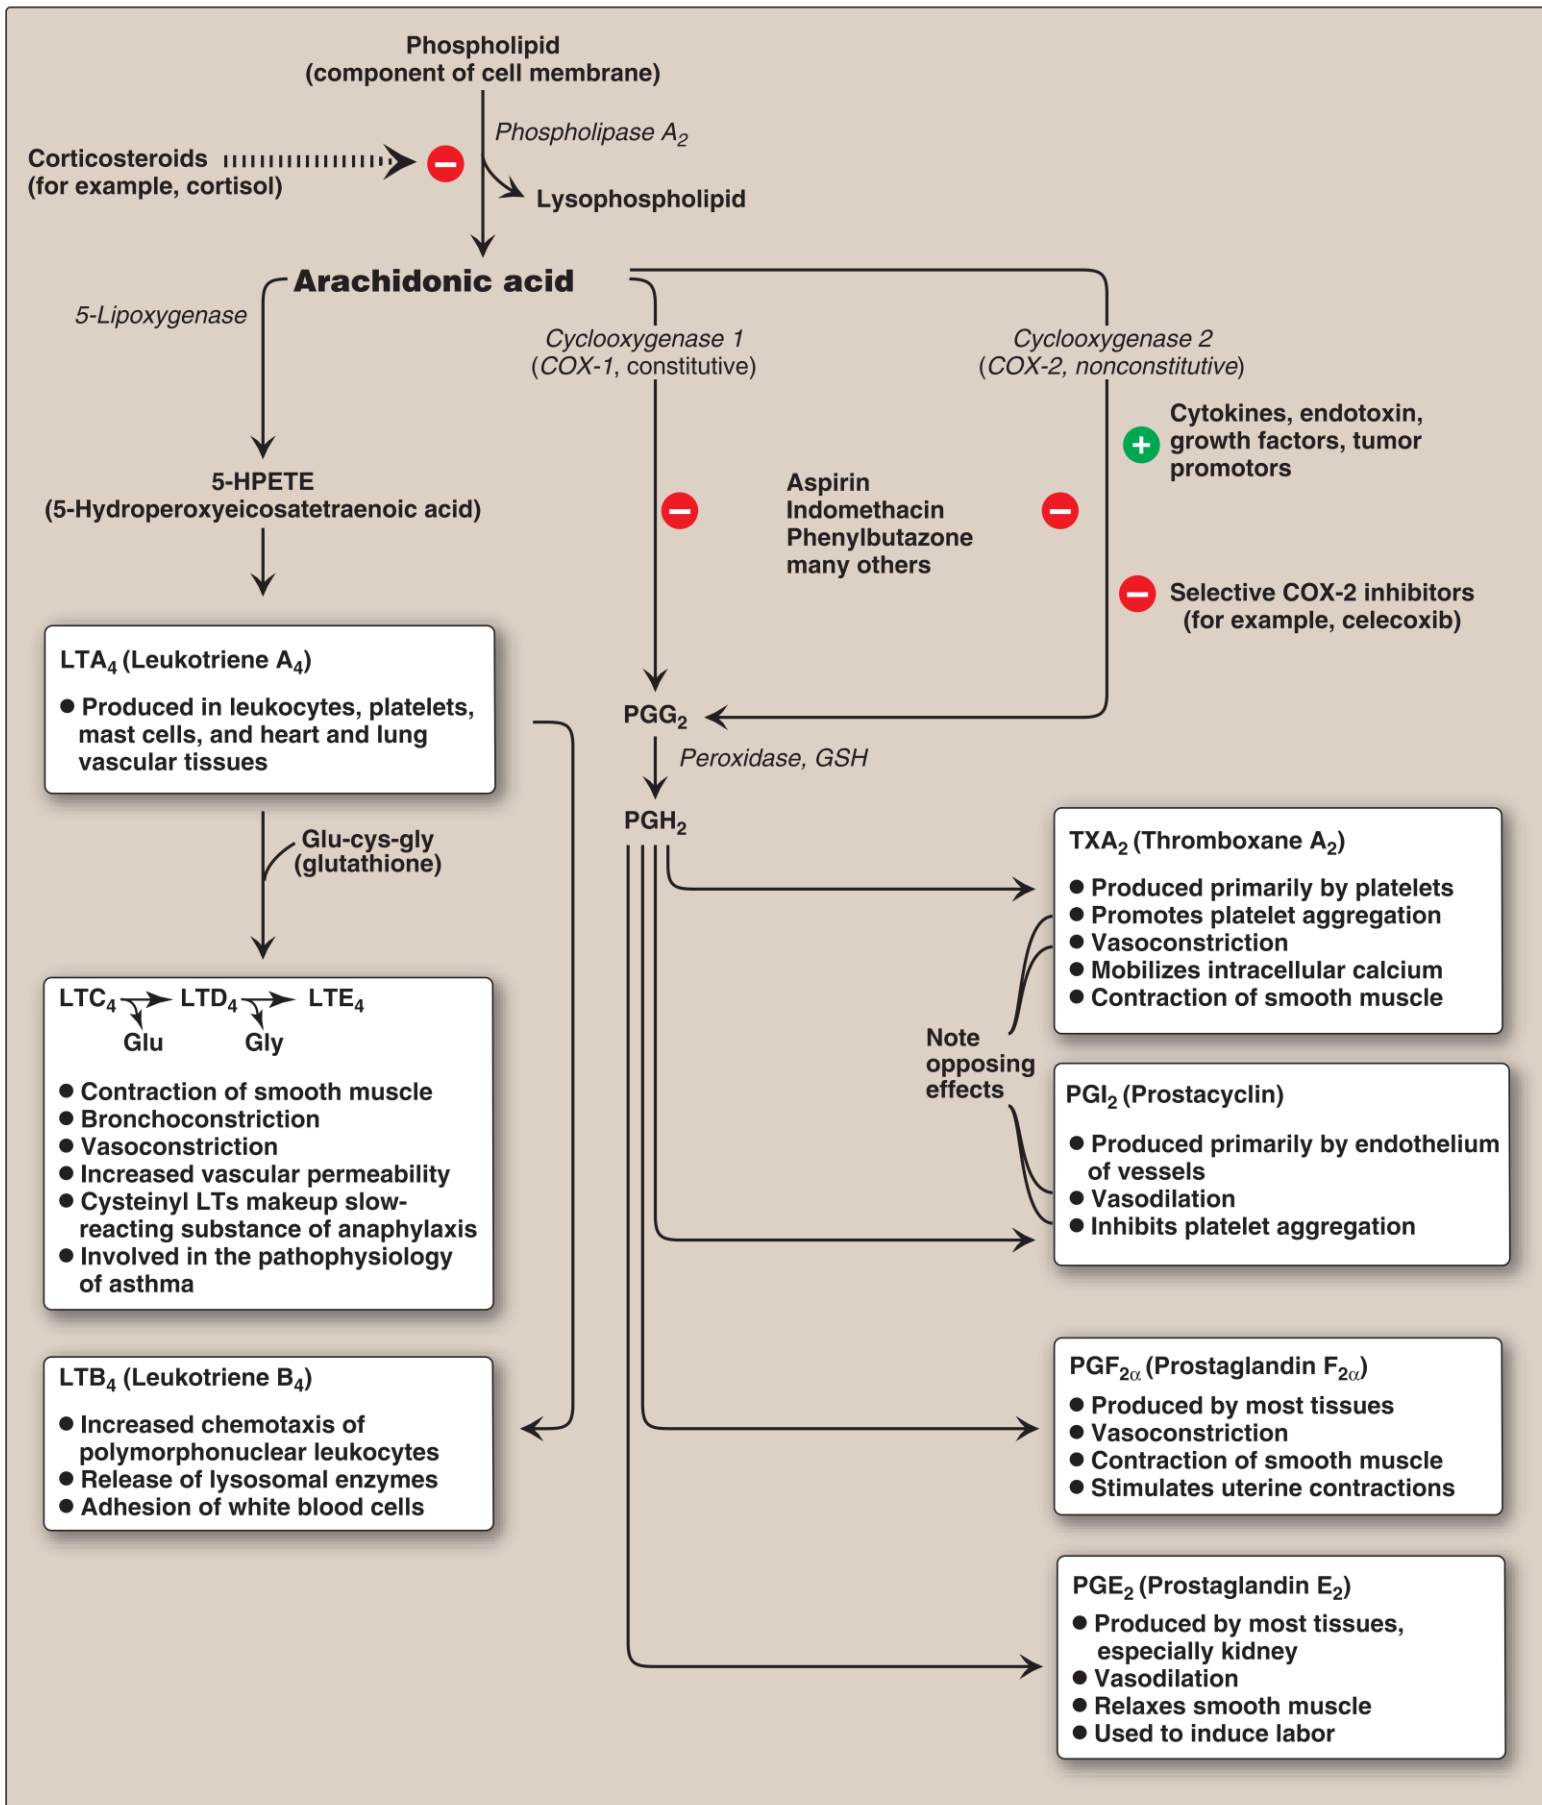 Phospholipid
(component of cell membrane)
Phospholipase A₂
Corticosteroids
(for example, cortisol)
Lysophospholipid
Arachidonic acid
5-Lipoxygenase
Cyclooxygenase 1
(COX-1, constitutive)
Cyclooxygenase 2
(COX-2, nonconstitutive)
Cytokines, endotoxin,
growth factors, tumor
promotors
5-HPETE
(5-Hydroperoxyeicosatetraenoic acid)
Aspirin
Indomethacin
Phenylbutazone
many others
Selective COX-2 inhibitors
(for example, celecoxib)
LTA₄ (Leukotriene A₄)
● Produced in leukocytes, platelets,
mast cells, and heart and lung
vascular tissues
PGG₂
Peroxidase, GSH
PGH₂
Glu-cys-gly
(glutathione)
TXA₂ (Thromboxane A₂)
● Produced primarily by platelets
● Promotes platelet aggregation
● Vasoconstriction
● Mobilizes intracellular calcium
● Contraction of smooth muscle
Note
opposing
effects
LTC₄ LTD₄ LTE₄
Glu Gly
● Contraction of smooth muscle
● Bronchoconstriction
● Vasoconstriction
● Increased vascular permeability
● Cysteinyl LTs makeup slow-
reacting substance of anaphylaxis
● Involved in the pathophysiology
of asthma
PGI₂ (Prostacyclin)
● Produced primarily by endothelium
of vessels
● Vasodilation
● Inhibits platelet aggregation
LTB₄ (Leukotriene B₄)
● Increased chemotaxis of
polymorphonuclear leukocytes
● Release of lysosomal enzymes
● Adhesion of white blood cells
PGF₂α (Prostaglandin F₂α)
● Produced by most tissues
● Vasoconstriction
● Contraction of smooth muscle
● Stimulates uterine contractions
PGE₂ (Prostaglandin E₂)
● Produced by most tissues,
especially kidney
● Vasodilation
● Relaxes smooth muscle
● Used to induce labor